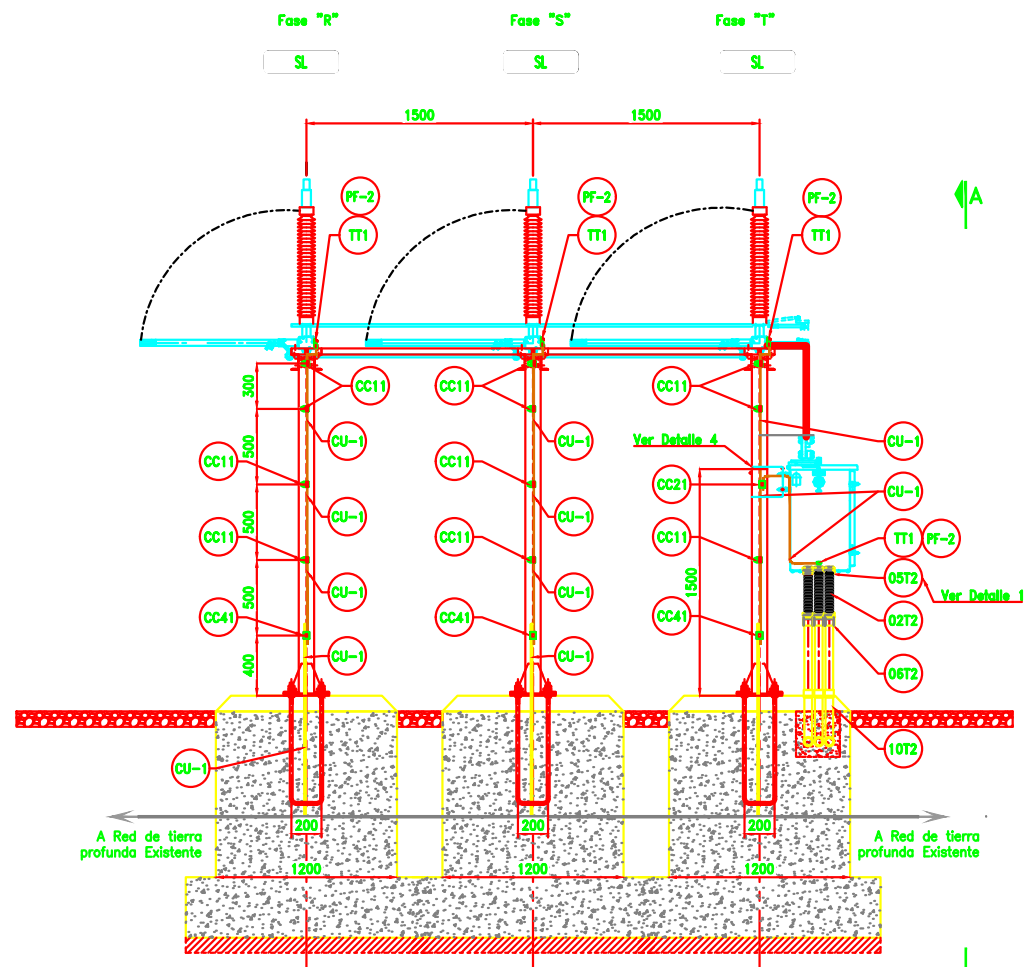 Fase "R"
Fase "S"
Fase "T"
SL
SL
SL
1500
1500
PF-2
PF-2
PF-2
A
TT1
TT1
TT1
300
CC11
CC11
CC11
500
CU-1
CU-1
Ver Detalle 4
CU-1
CC11
CC11
CC21
CU-1
500
CU-1
CU-1
CC11
CC11
CC11
TT1
PF-2
500
1500
CU-1
CU-1
05T2
Ver Detalle 1
CC41
CC41
CC41
02T2
400
CU-1
CU-1
06T2
CU-1
10T2
200
200
200
A Red de tierra
profunda Existente
A Red de tierra
profunda Existente
1200
1200
1200